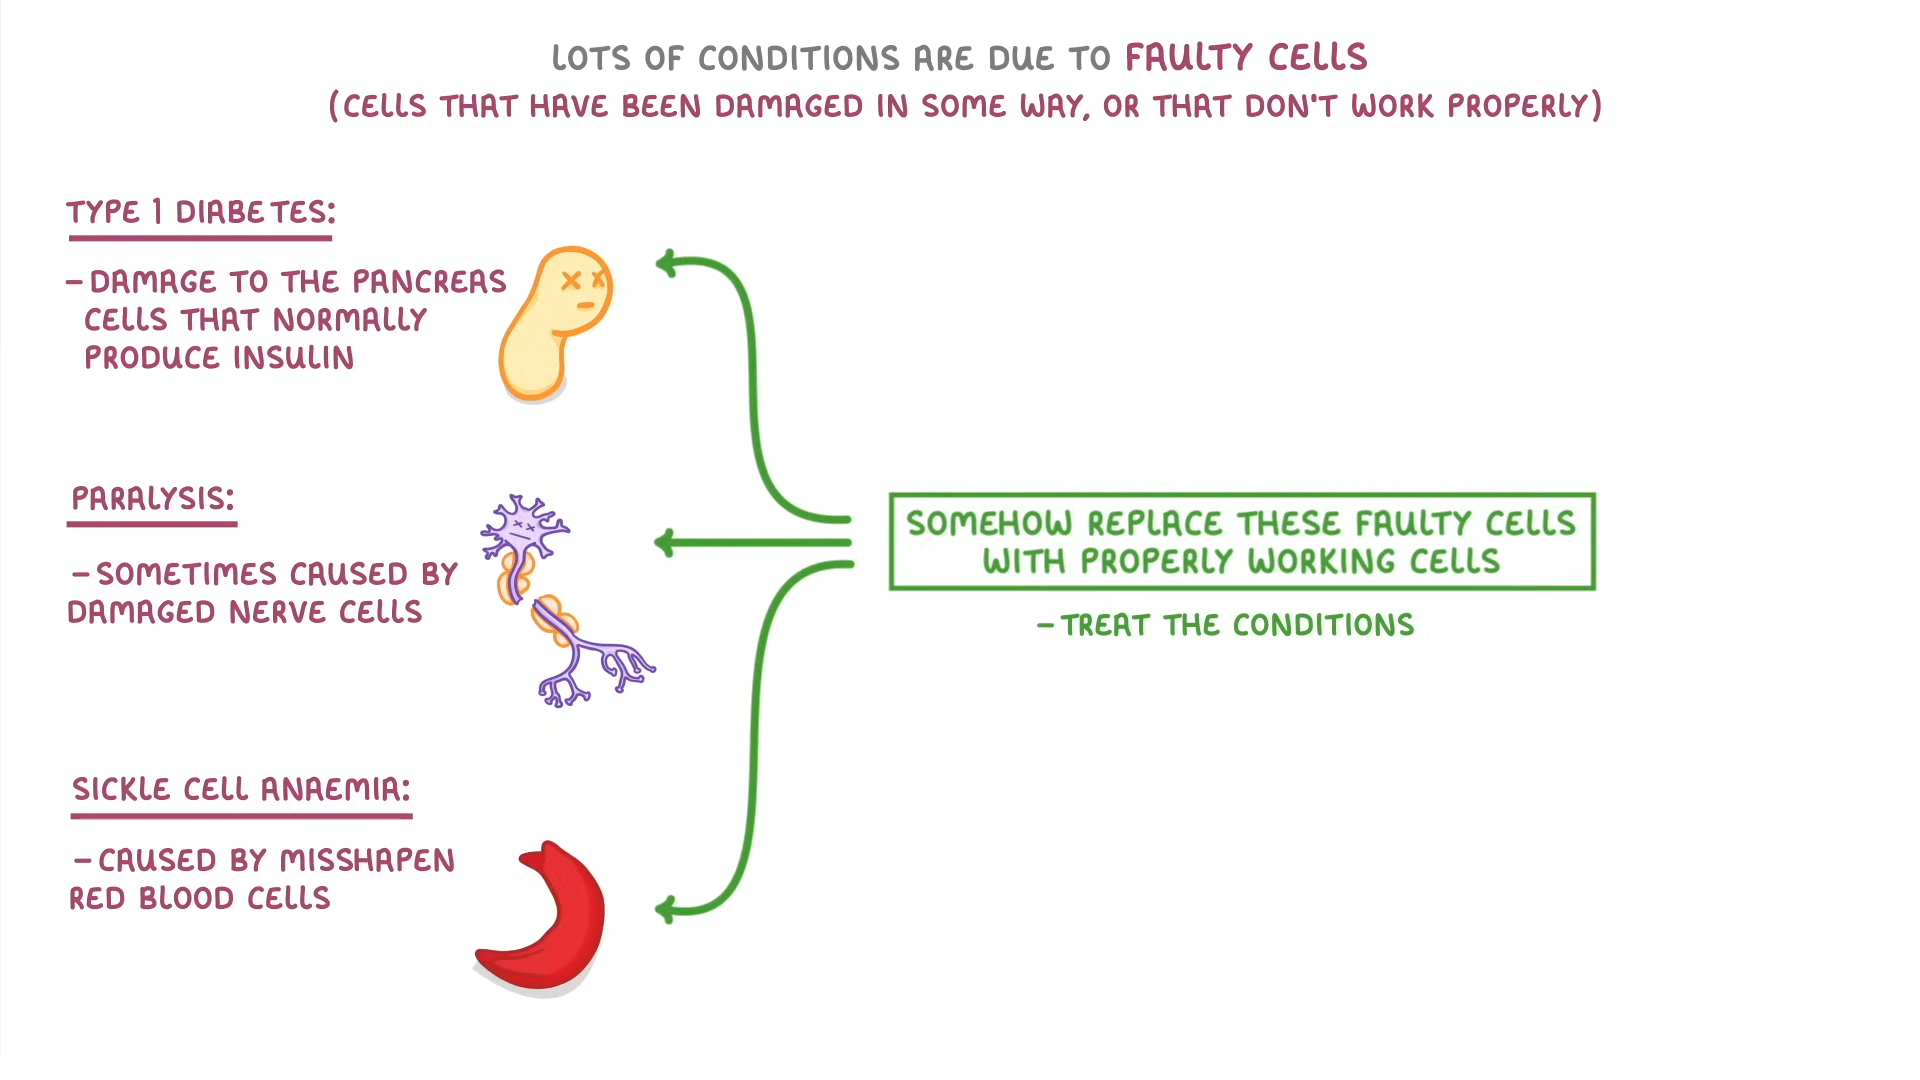 LOTS OF CONDITIONS ARE DUE TO FAULTY CELLS
(CELLS THAT HAVE BEEN DAMAGED IN SOME WAY, OR THAT DON'T WORK PROPERLY)
TYPE 1 DIABETES:
– DAMAGE TO THE PANCREAS
CELLS THAT NORMALLY
PRODUCE INSULIN
PARALYSIS:
– SOMETIMES CAUSED BY
DAMAGED NERVE CELLS
SICKLE CELL ANAEMIA:
– CAUSED BY MISSHAPEN
RED BLOOD CELLS
SOMEHOW REPLACE THESE FAULTY CELLS
WITH PROPERLY WORKING CELLS
– TREAT THE CONDITIONS